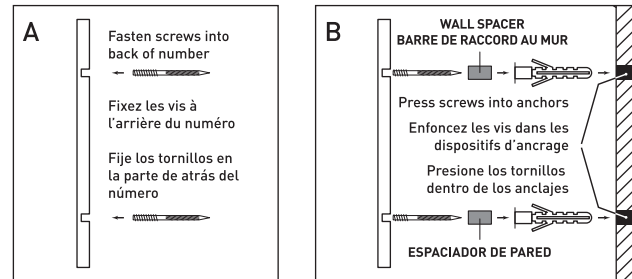 A
Fasten screws into
back of number
Fixez les vis à
l'arrière du numéro
Fije los tornillos en
la parte de atrás del
número
B
WALL SPACER
BARRE DE RACCORD AU MUR
Press screws into anchors
Enfoncez les vis dans les
dispositifs d'ancrage
Presione los tornillos
dentro de los anclajes
ESPACIADOR DE PARED